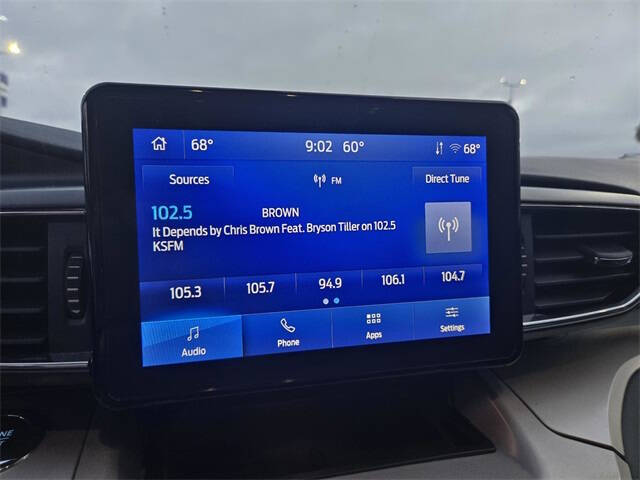 68° 9:02 60° 68°
Sources FM Direct Tune
102.5 BROWN
It Depends by Chris Brown Feat. Bryson Tiller on 102.5
KSFM
105.3 105.7 94.9 106.1 104.7
Audio Phone Apps Settings